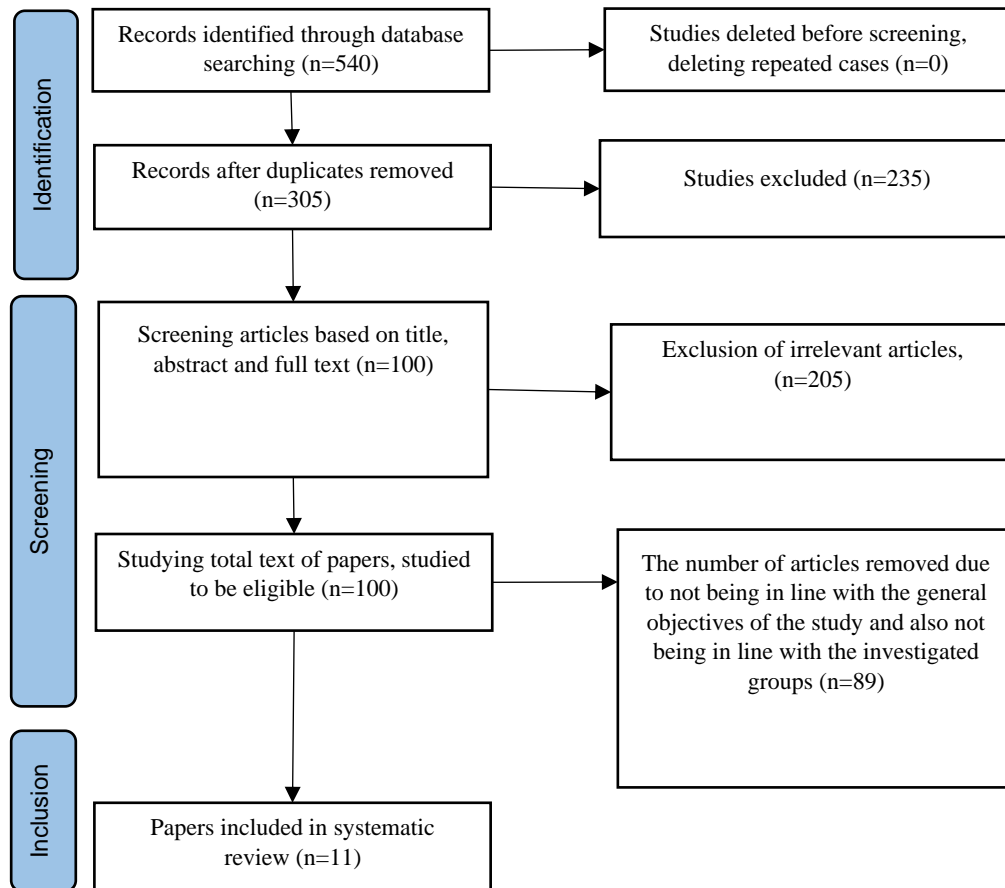 Identification
Records identified through database
searching (n=540)
Studies deleted before screening,
deleting repeated cases (n=0)
Records after duplicates removed
(n=305)
Studies excluded (n=235)
Screening
Screening articles based on title,
abstract and full text (n=100)
Exclusion of irrelevant articles,
(n=205)
Studying total text of papers, studied
to be eligible (n=100)
The number of articles removed due
to not being in line with the general
objectives of the study and also not
being in line with the investigated
groups (n=89)
Inclusion
Papers included in systematic
review (n=11)